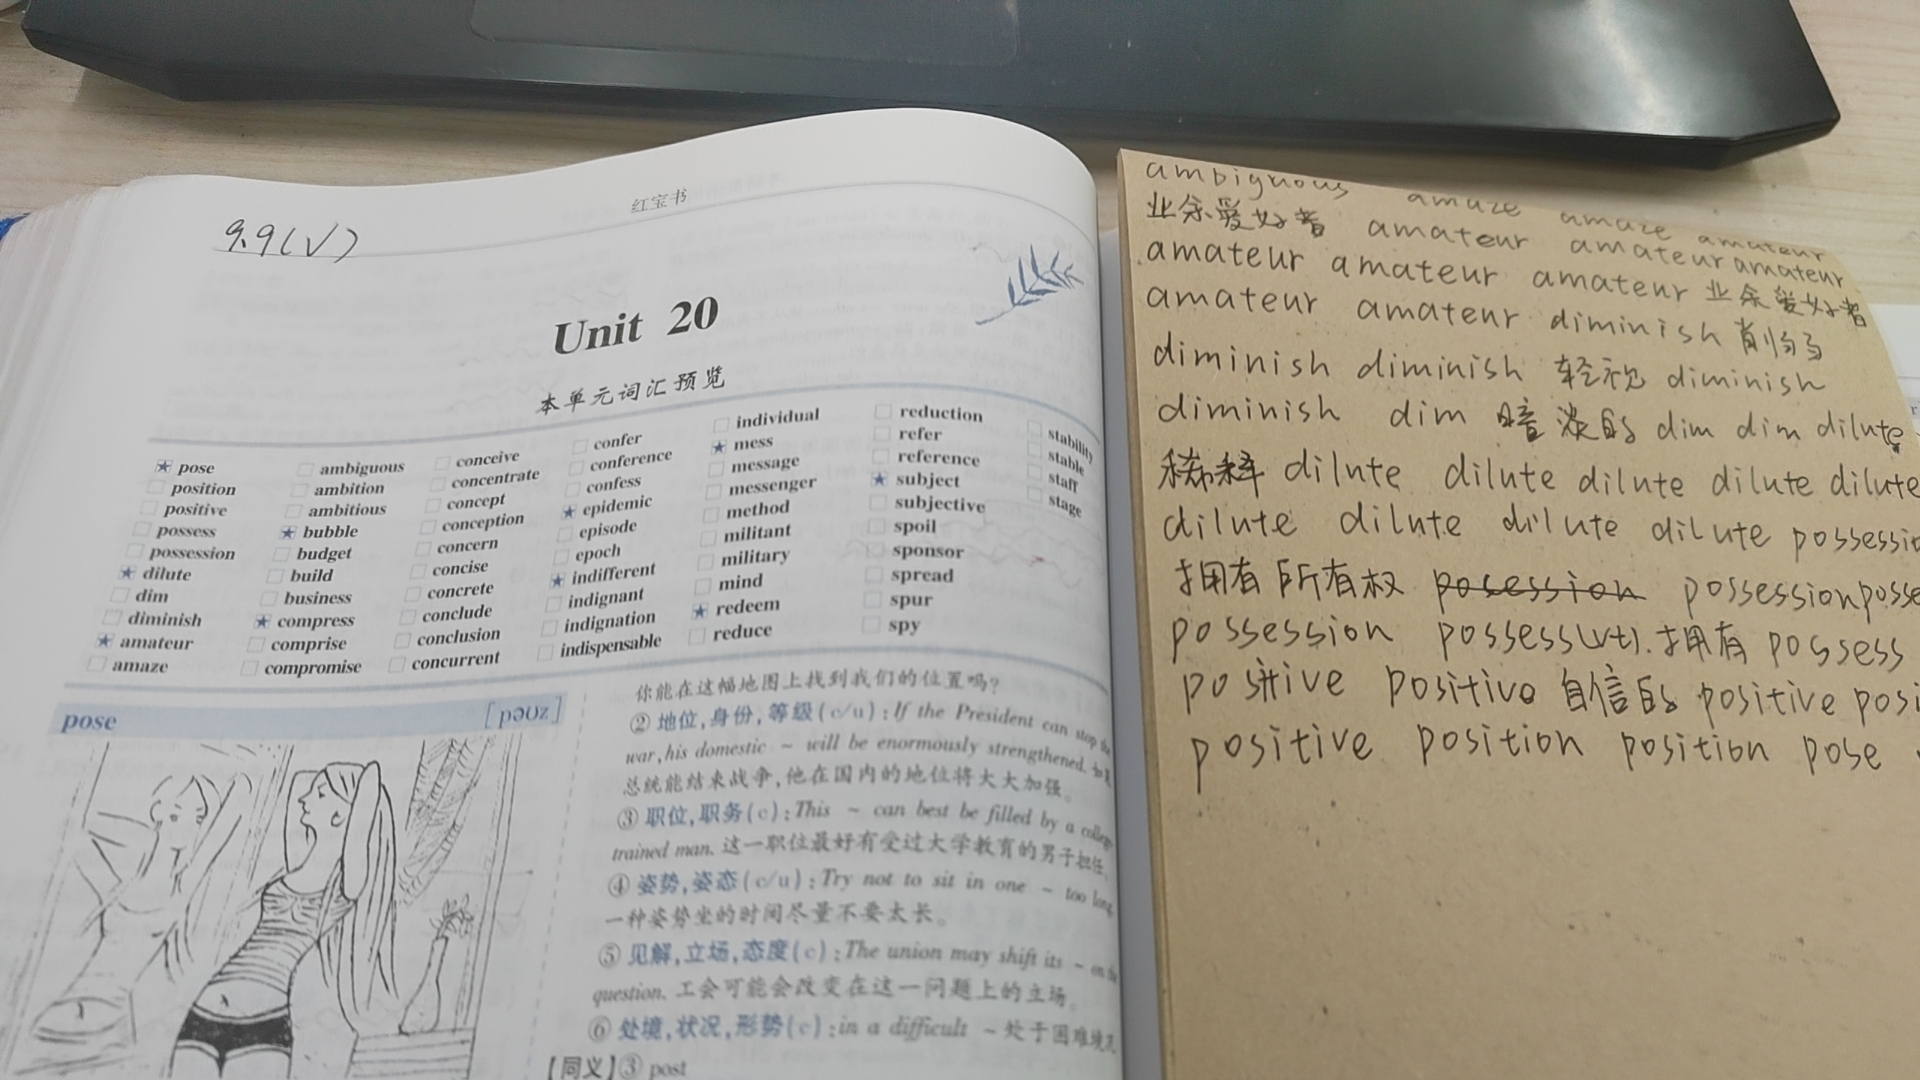 红宝书
9.9(√)
Unit 20
本单元词汇预览
★ pose
position
positive
possess
possession
★ dilute
dim
diminish
★ amateur
amaze
ambiguous
ambition
ambitious
★ bubble
budget
build
business
★ compress
comprise
compromise
conceive
concentrate
concept
conception
concern
concise
concrete
conclude
conclusion
concurrent
confer
conference
confess
★ epidemic
episode
epoch
★ indifferent
indignant
indignation
indispensable
individual
★ mess
message
messenger
method
militant
military
mind
★ redeem
reduce
reduction
refer
reference
★ subject
subjective
spoil
sponsor
spread
spur
spy
stability
stable
staff
stage
pose [pəʊz]
你能在这幅地图上找到我们的位置吗?
② 地位,身份,等级(c/u):If the President can stop the
war,his domestic ~ will be enormously strengthened.
总统能结束战争,他在国内的地位将大大加强。
③ 职位,职务(c):This ~ can best be filled by a college
trained man. 这一职位最好有受过大学教育的男子担任。
④ 姿势,姿态(c/u):Try not to sit in one ~ too long.
一种姿势坐的时间尽量不要太长。
⑤ 见解,立场,态度(c):The union may shift its ~ on the
question. 工会可能会改变在这一问题上的立场。
⑥ 处境,状况,形势(c):in a difficult ~ 处于困难境况
【同义】③ post
ambiguous amaze amaze amateur
业余爱好者 amateur amateur amateur
amateur amateur amateur 业余爱好者
amateur amateur diminish 削弱
diminish diminish 轻视 diminish
diminish dim 暗淡的 dim dim dilute
稀释 dilute dilute dilute dilute dilute
dilute dilute dilute dilute possessio
拥有 所有权 posession possession posse
possession possess(vt).拥有 possess
positive positive 自信的 positive posi
positive position position pose